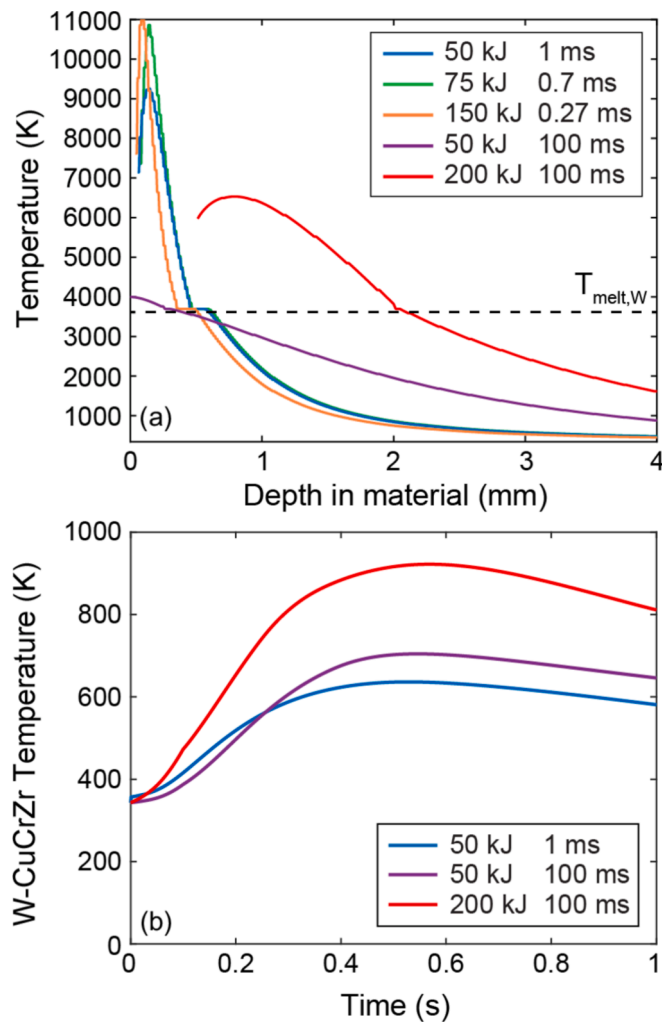 11000
10000
9000
8000
7000
6000
5000
4000
3000
2000
1000
Temperature (K)
50 kJ 1 ms
75 kJ 0.7 ms
150 kJ 0.27 ms
50 kJ 100 ms
200 kJ 100 ms
Tmelt,W
(a)
0 1 2 3 4
Depth in material (mm)
1000
800
600
400
200
0
W-CuCrZr Temperature (K)
50 kJ 1 ms
50 kJ 100 ms
200 kJ 100 ms
(b)
0 0.2 0.4 0.6 0.8 1
Time (s)